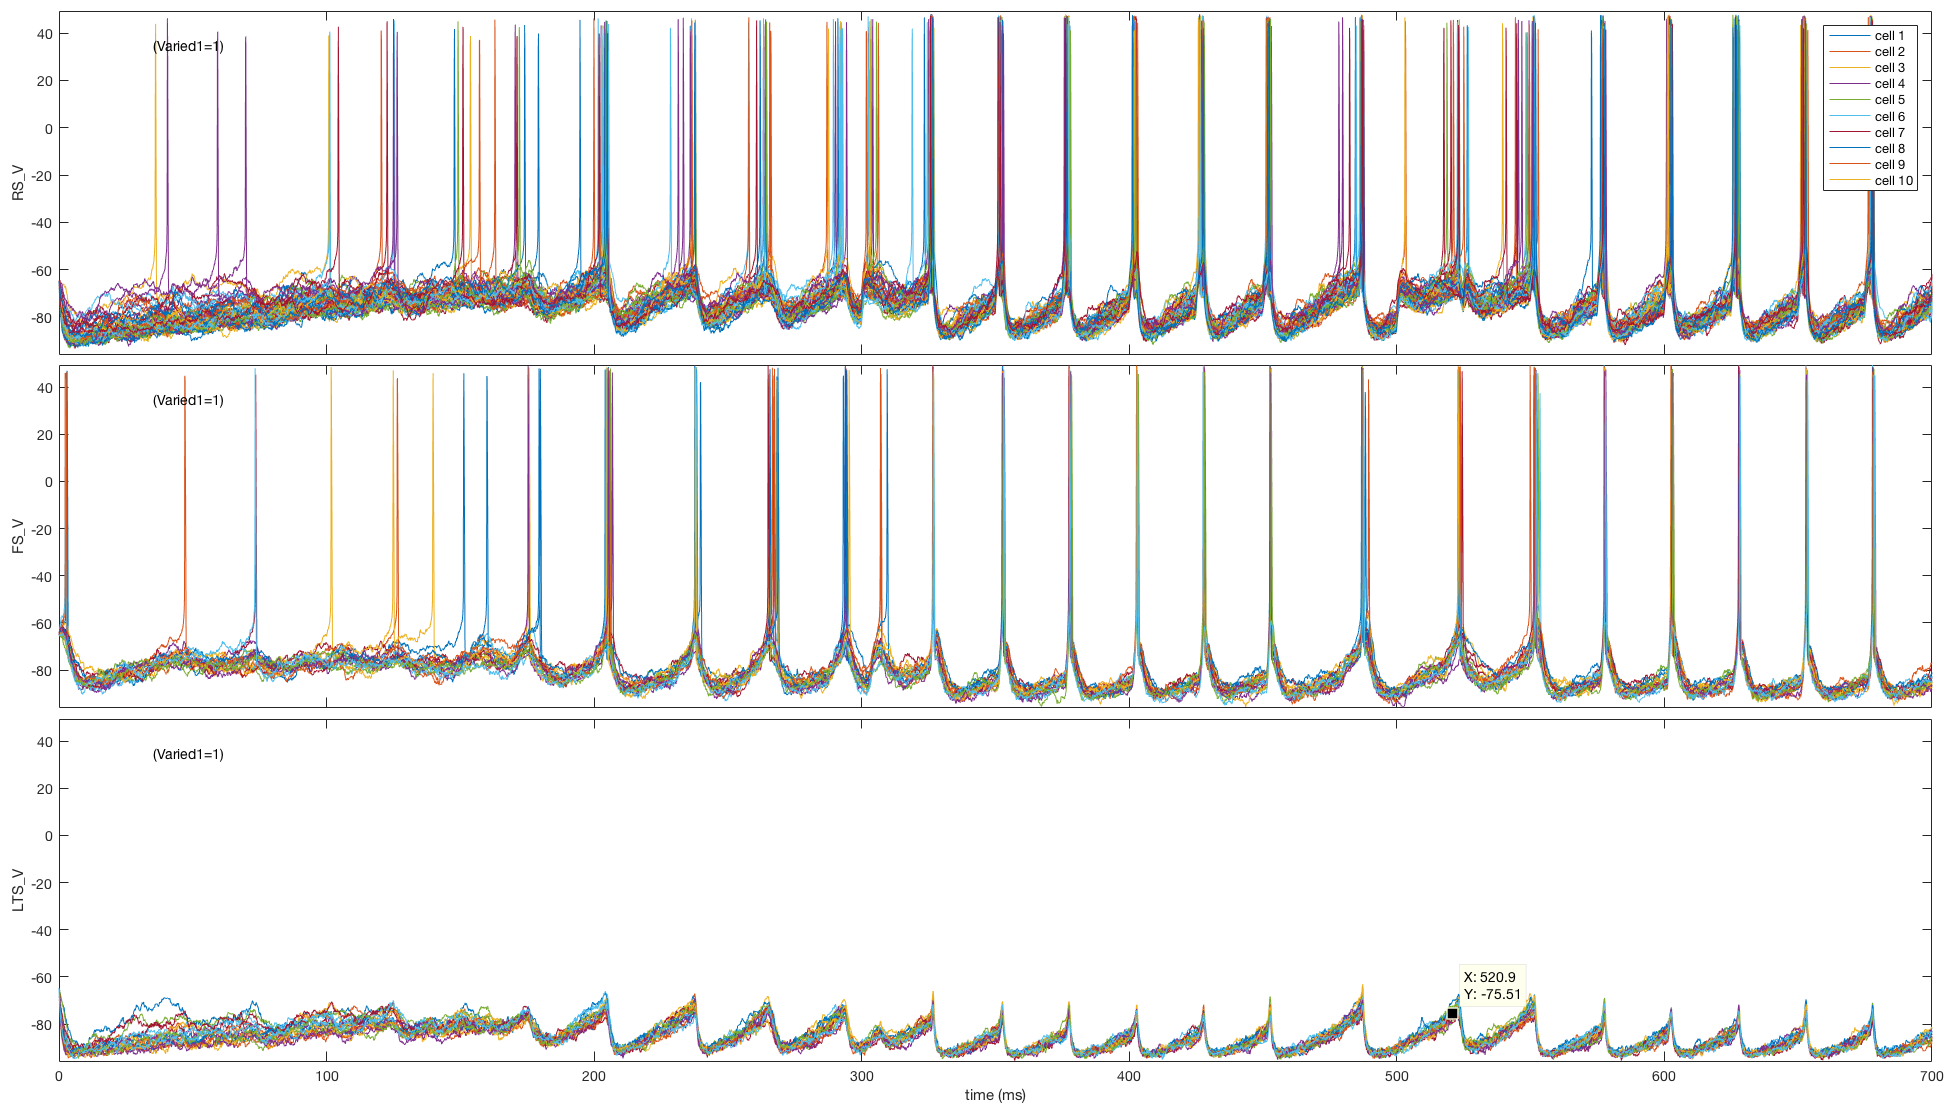 40
20
0
-20
-40
-60
-80
RS_V
(Varied1=1)
cell 1
cell 2
cell 3
cell 4
cell 5
cell 6
cell 7
cell 8
cell 9
cell 10
40
20
0
-20
-40
-60
-80
FS_V
(Varied1=1)
40
20
0
-20
-40
-60
-80
LTS_V
(Varied1=1)
X: 520.9
Y: -75.51
0 100 200 300 400 500 600 700
time (ms)